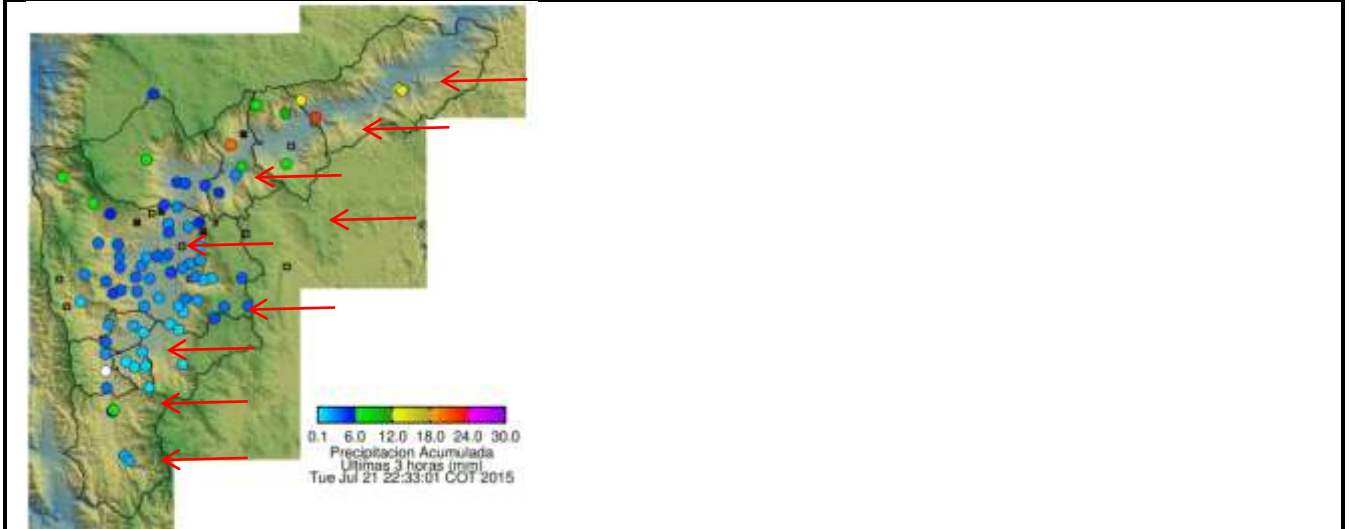 0.1 6.0 12.0 18.0 24.0 30.0
Precipitacion Acumulada
Ultimas 3 horas (mm)
Tue Jul 21 22:33:01 COT 2015